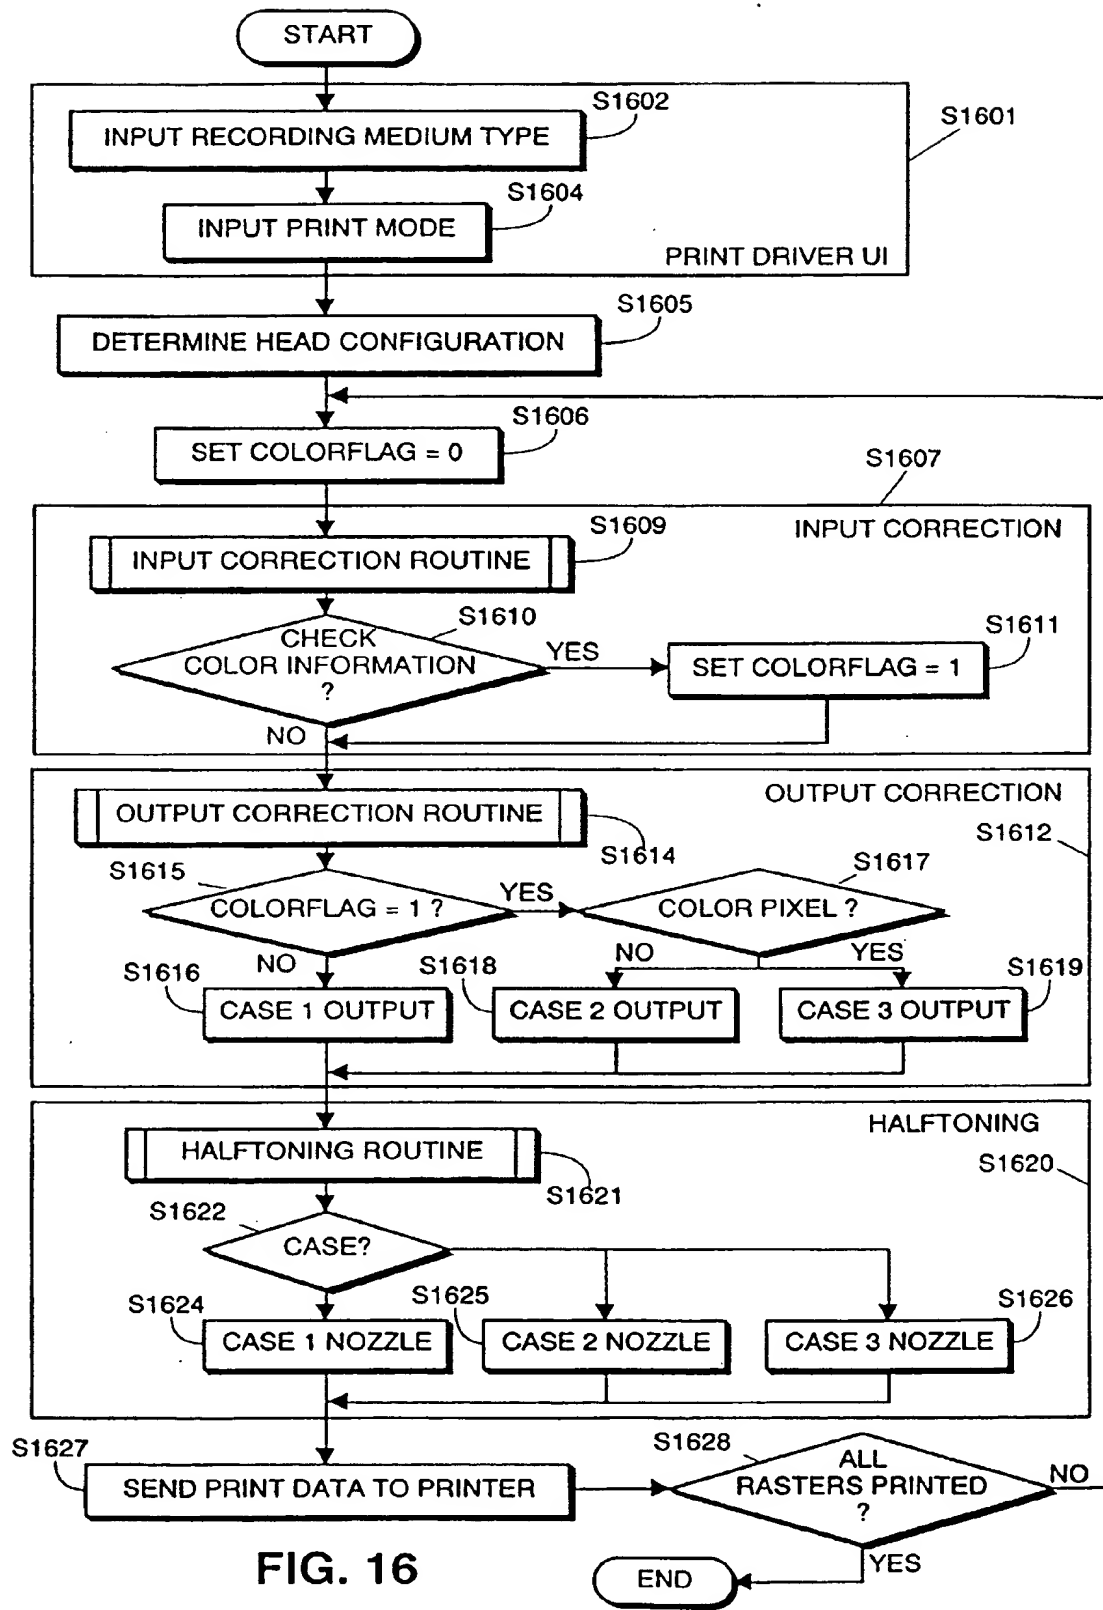 START
S1602
S1601
INPUT RECORDING MEDIUM TYPE
S1604
INPUT PRINT MODE
PRINT DRIVER UI
S1605
DETERMINE HEAD CONFIGURATION
S1606
SET COLORFLAG = 0
S1607
INPUT CORRECTION
S1609
INPUT CORRECTION ROUTINE
S1610
CHECK
COLOR INFORMATION
?
YES
S1611
SET COLORFLAG = 1
NO
OUTPUT CORRECTION
S1612
OUTPUT CORRECTION ROUTINE
S1614
S1615
COLORFLAG = 1 ?
YES
S1617
COLOR PIXEL ?
NO
NO
YES
S1616
CASE 1 OUTPUT
S1618
CASE 2 OUTPUT
S1619
CASE 3 OUTPUT
HALFTONING
S1620
HALFTONING ROUTINE
S1621
S1622
CASE?
S1624
CASE 1 NOZZLE
S1625
CASE 2 NOZZLE
S1626
CASE 3 NOZZLE
S1627
SEND PRINT DATA TO PRINTER
S1628
ALL
RASTERS PRINTED
?
NO
YES
END
FIG. 16